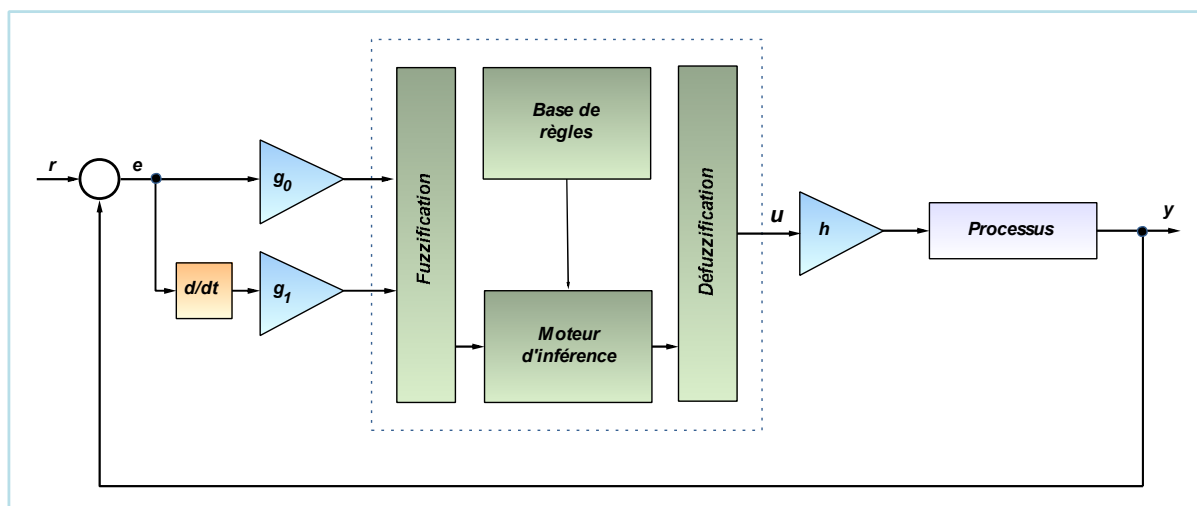 r
e
g0
d/dt
g1
Fuzzification
Base de
règles
Moteur
d'inférence
Défuzzification
u
h
Processus
y